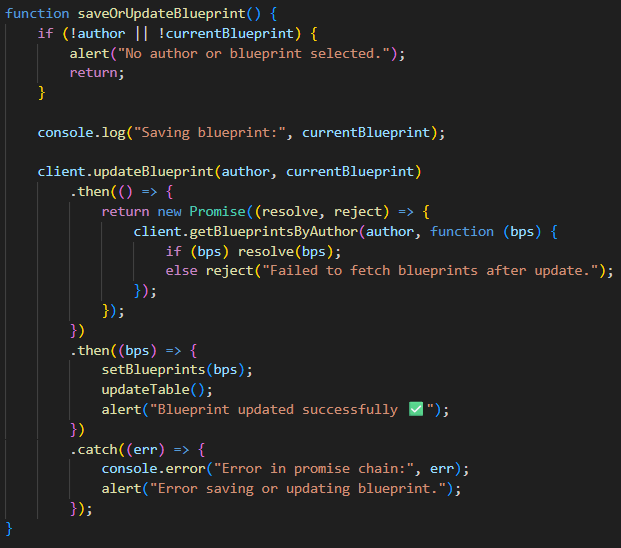 function saveOrUpdateBlueprint() {
    if (!author || !currentBlueprint) {
        alert("No author or blueprint selected.");
        return;
    }

    console.log("Saving blueprint:", currentBlueprint);

    client.updateBlueprint(author, currentBlueprint)
        .then(() => {
            return new Promise((resolve, reject) => {
                client.getBlueprintsByAuthor(author, function (bps) {
                    if (bps) resolve(bps);
                    else reject("Failed to fetch blueprints after update.");
                });
            });
        })
        .then((bps) => {
            setBlueprints(bps);
            updateTable();
            alert("Blueprint updated successfully ✅");
        })
        .catch((err) => {
            console.error("Error in promise chain:", err);
            alert("Error saving or updating blueprint.");
        });
}